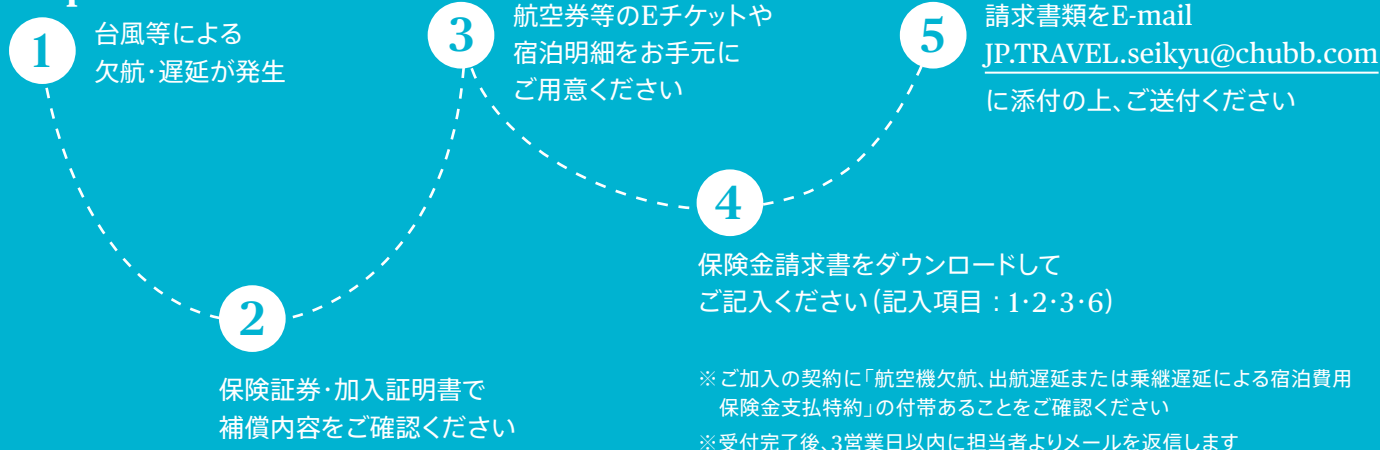 1
台風等による
欠航・遅延が発生
2
保険証券・加入証明書で
補償内容をご確認ください
3
航空券等のEチケットや
宿泊明細をお手元に
ご用意ください
4
保険金請求書をダウンロードして
ご記入ください（記入項目：1・2・3・6）
※ご加入の契約に「航空機欠航、出航遅延または乗継遅延による宿泊費用
保険金支払特約」の付帯あることをご確認ください
※受付完了後、3営業日以内に担当者よりメールを返信します
5
請求書類をE-mail
JP.TRAVEL.seikyu@chubb.com
に添付の上、ご送付ください